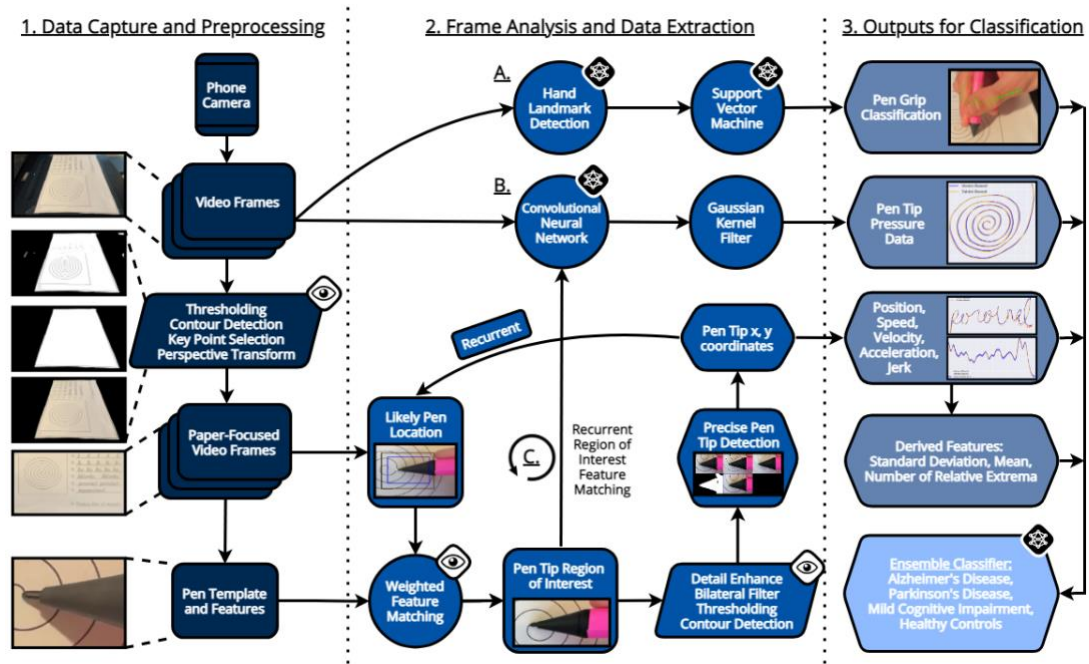 1. Data Capture and Preprocessing
Phone
Camera
Video Frames
Thresholding
Contour Detection
Key Point Selection
Perspective Transform
Paper-Focused
Video Frames
Pen Template
and Features
2. Frame Analysis and Data Extraction
A.
Hand
Landmark
Detection
Support
Vector
Machine
B.
Convolutional
Neural
Network
Gaussian
Kernel
Filter
Recurrent
Pen Tip x, y
coordinates
Likely Pen
Location
C.
Recurrent
Region of
Interest
Feature
Matching
Precise Pen
Tip Detection
Weighted
Feature
Matching
Pen Tip Region
of Interest
Detail Enhance
Bilateral Filter
Thresholding
Contour Detection
3. Outputs for Classification
Pen Grip
Classification
Pen Tip
Pressure
Data
Position,
Speed,
Velocity,
Acceleration,
Jerk
Derived Features:
Standard Deviation, Mean,
Number of Relative Extrema
Ensemble Classifier:
Alzheimer's Disease,
Parkinson's Disease,
Mild Cognitive Impairment,
Healthy Controls